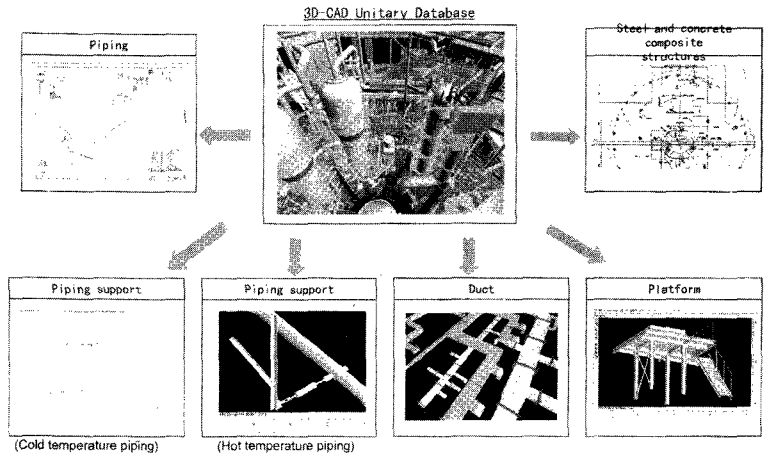 3D-CAD Unitary Database
Piping
Steel and concrete
composite
structures
Piping support
Piping support
Duct
Platform
(Cold temperature piping)
(Hot temperature piping)